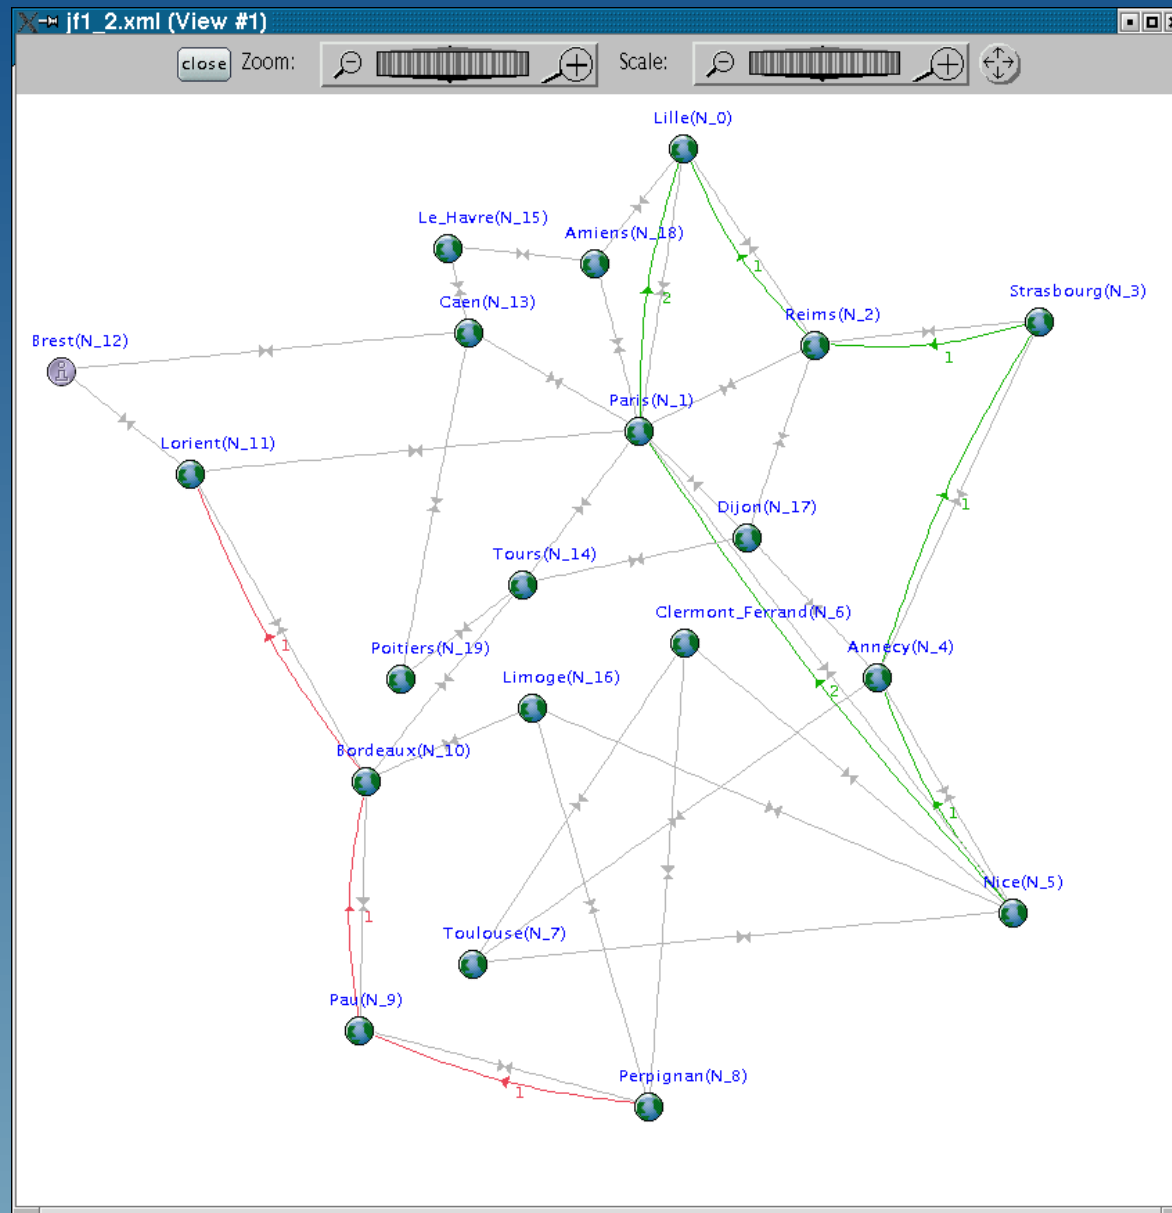 jf1_2.xml (View #1)
close Zoom: Scale:
Lille(N_0)
Le_Havre(N_15)
Amiens(N_18)
Strasbourg(N_3)
Caen(N_13)
Reims(N_2)
Brest(N_12)
Paris(N_1)
Lorient(N_11)
Dijon(N_17)
Tours(N_14)
Clermont_Ferrand(N_6)
Poitiers(N_19)
Annecy(N_4)
Limoge(N_16)
Bordeaux(N_10)
Nice(N_5)
Toulouse(N_7)
Pau(N_9)
Perpignan(N_8)
1
2
1
1
1
2
1
1
1